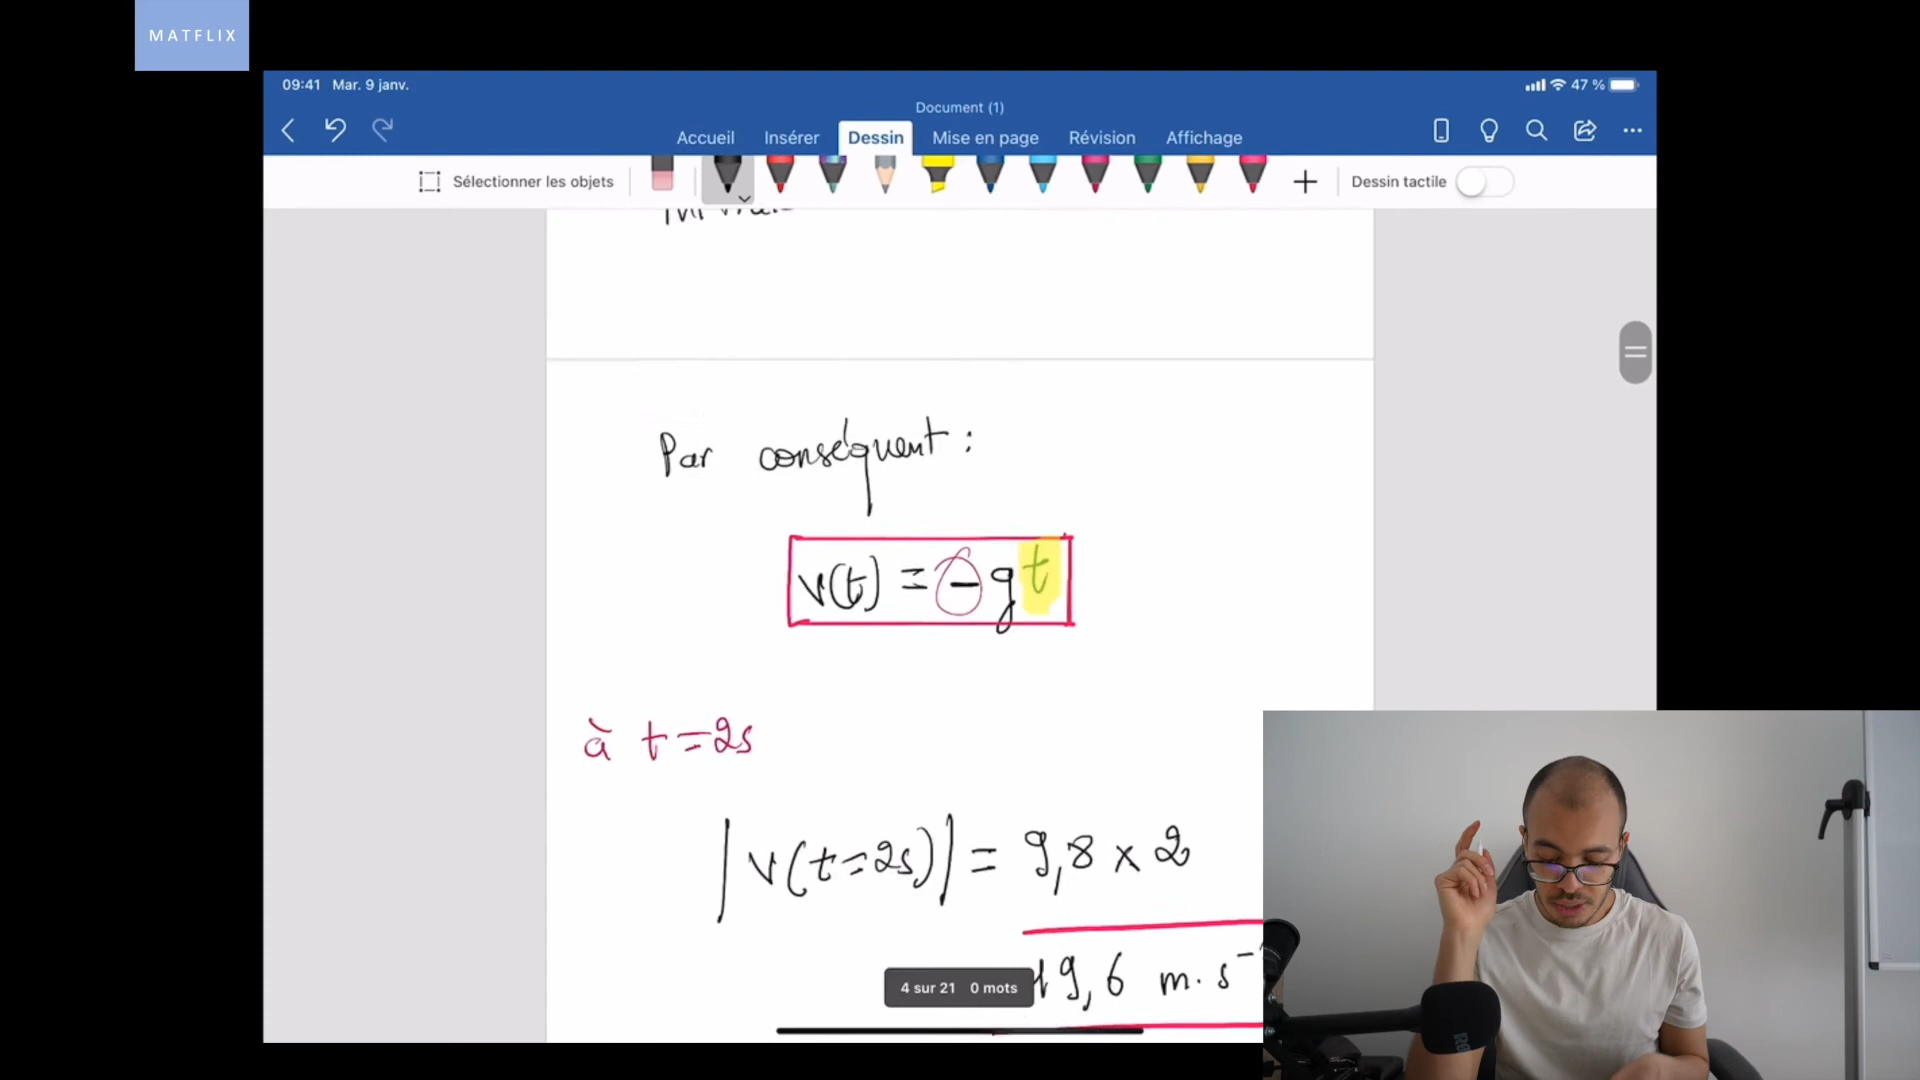 MATFLIX
09:41 Mar. 9 janv.
47 %
Document (1)
Accueil Insérer Dessin Mise en page Révision Affichage
Sélectionner les objets
Dessin tactile
Par conséquent :
v(t) = - g t
à t = 2s
|v(t=2s)| = 9,8 x 2
19,6 m.s⁻
4 sur 21 0 mots